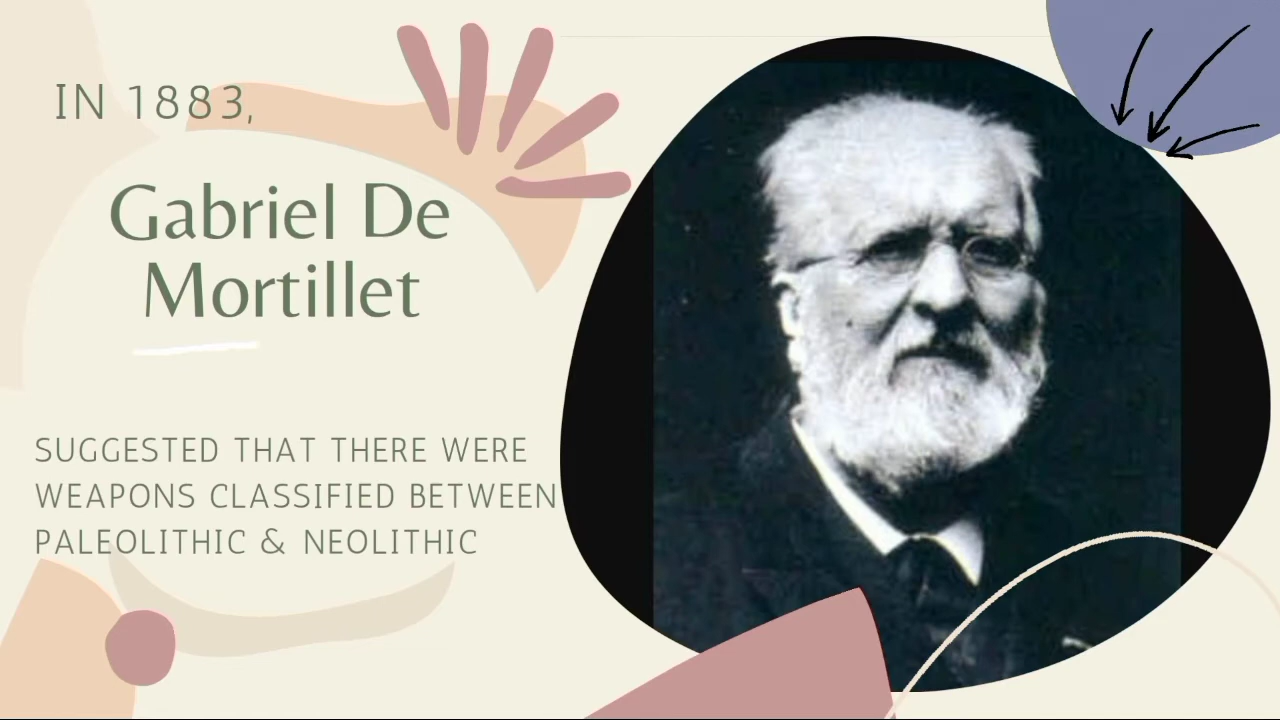 IN 1883,
Gabriel De
Mortillet
SUGGESTED THAT THERE WERE
WEAPONS CLASSIFIED BETWEEN
PALEOLITHIC & NEOLITHIC